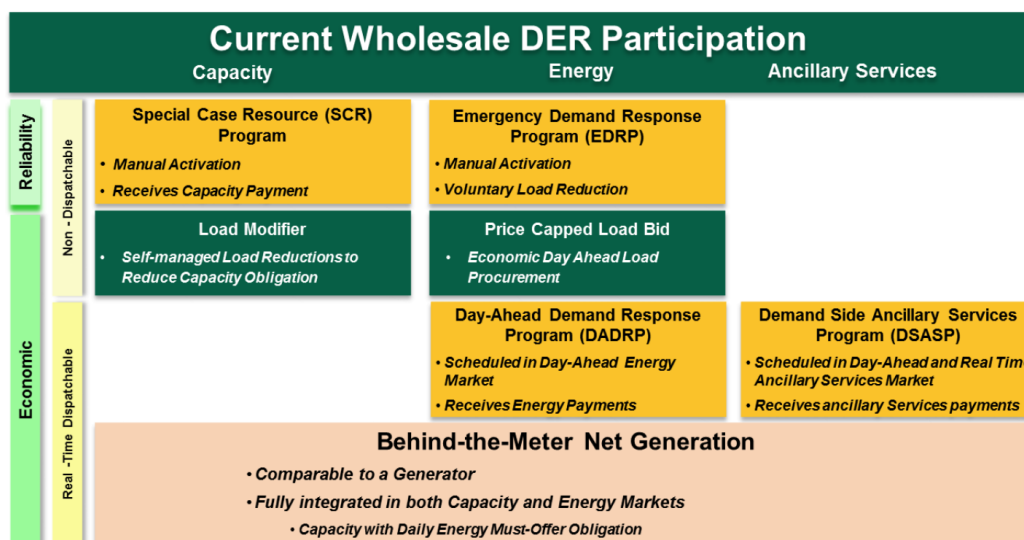 Current Wholesale DER Participation
Capacity
Energy
Ancillary Services
Reliability
Economic
Non - Dispatchable
Real -Time Dispatchable
Special Case Resource (SCR)
Program
• Manual Activation
• Receives Capacity Payment
Emergency Demand Response
Program (EDRP)
• Manual Activation
• Voluntary Load Reduction
Load Modifier
• Self-managed Load Reductions to
Reduce Capacity Obligation
Price Capped Load Bid
• Economic Day Ahead Load
Procurement
Day-Ahead Demand Response
Program (DADRP)
• Scheduled in Day-Ahead Energy
Market
• Receives Energy Payments
Demand Side Ancillary Services
Program (DSASP)
• Scheduled in Day-Ahead and Real Tim
Ancillary Services Market
• Receives ancillary Services payments
Behind-the-Meter Net Generation
• Comparable to a Generator
• Fully integrated in both Capacity and Energy Markets
• Capacity with Daily Energy Must-Offer Obligation